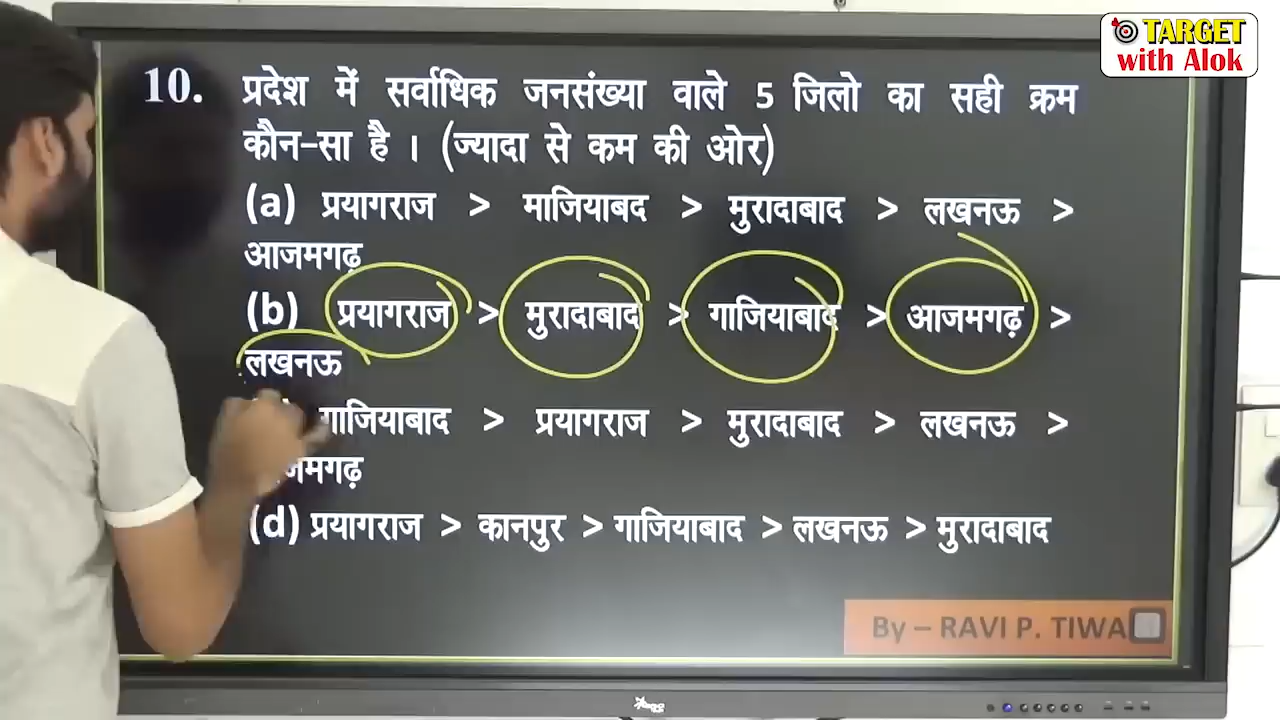 TARGET
with Alok
10. प्रदेश में सर्वाधिक जनसंख्या वाले 5 जिलो का सही क्रम
कौन-सा है । (ज्यादा से कम की ओर)
(a) प्रयागराज > माजियाबद > मुरादाबाद > लखनऊ >
आजमगढ़
(b) प्रयागराज > मुरादाबाद > गाजियाबाद > आजमगढ़ >
लखनऊ
गाजियाबाद > प्रयागराज > मुरादाबाद > लखनऊ >
(d) प्रयागराज > कानपुर > गाजियाबाद > लखनऊ > मुरादाबाद
By – RAVI P. TIWA